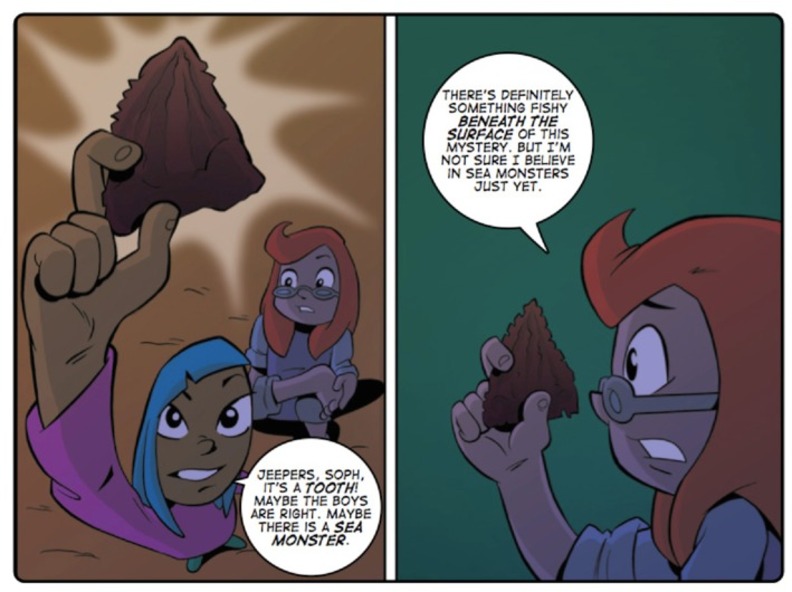 JEEPERS, SOPH,
IT'S A TOOTH!
MAYBE THE BOYS
ARE RIGHT. MAYBE
THERE IS A SEA
MONSTER.
THERE'S DEFINITELY
SOMETHING FISHY
BENEATH THE
SURFACE OF THIS
MYSTERY. BUT I'M
NOT SURE I BELIEVE
IN SEA MONSTERS
JUST YET.